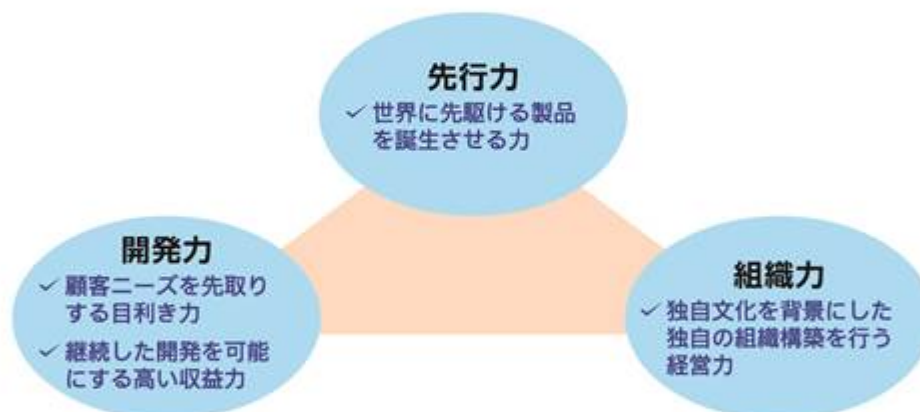 先行力
✓ 世界に先駆ける製品
を誕生させる力
開発力
✓ 顧客ニーズを先取り
する目利き力
✓ 継続した開発を可能
にする高い収益力
組織力
✓ 独自文化を背景にした
独自の組織構築を行う
経営力